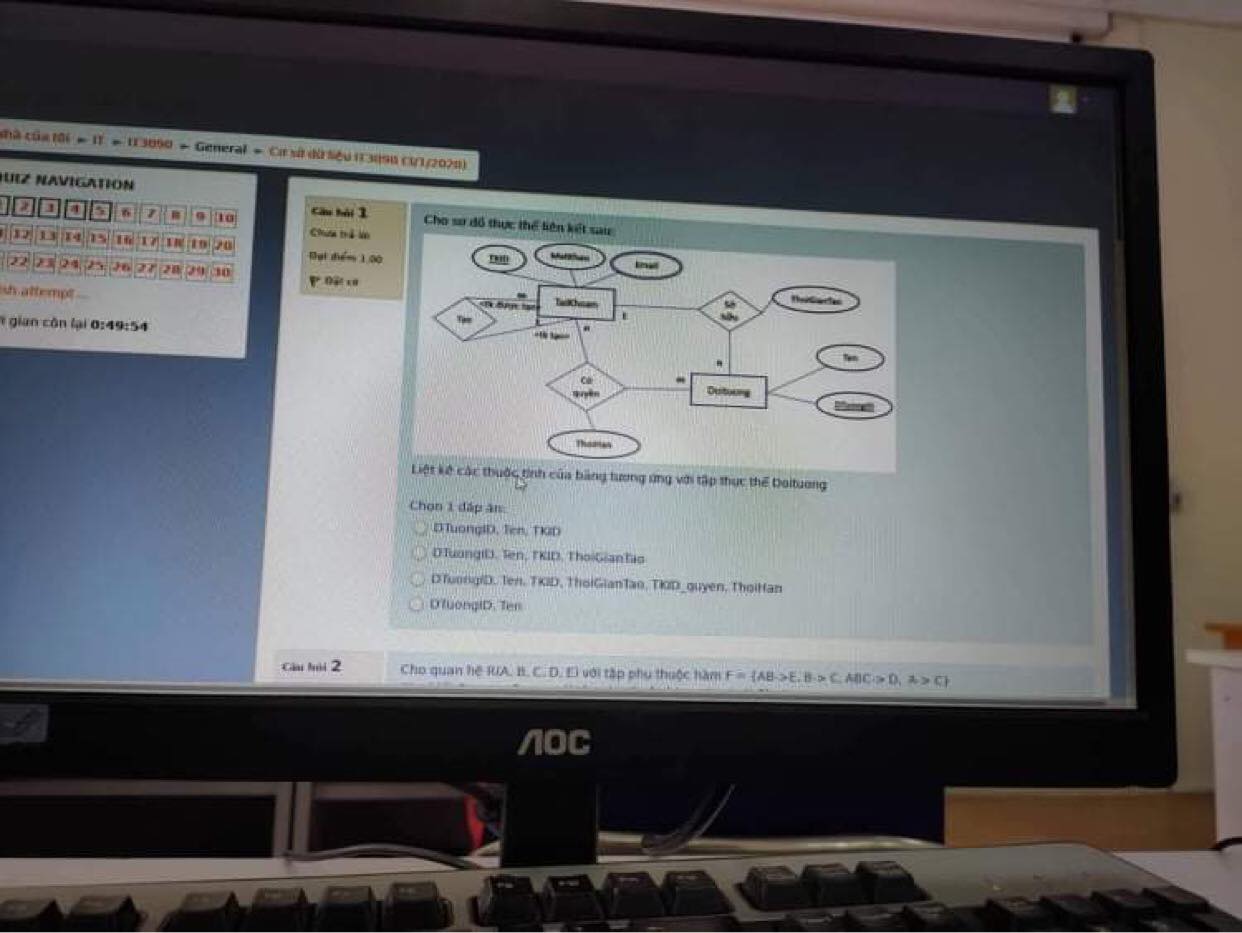 nhà của tôi ► IT ► IT3090 ► General ► Cơ sở dữ liệu IT3090 (3/1/2020)
QUIZ NAVIGATION
2 3 4 5 6 7 8 9 10
12 13 14 15 16 17 18 19 20
22 23 24 25 26 27 28 29 30
sh attempt ...
i gian còn lại 0:49:54
Câu hỏi 1
Chưa trả lời
Đạt điểm 1,00
Đặt cờ
Cho sơ đồ thực thể liên kết sau:
TKID
MatKhau
Email
TaiKhoan
<tk được tạo>
Tạo
<tk tạo>
1
n
Sở hữu
ThoiGianTao
n
Có quyền
m
DoiTuong
Ten
DTuongID
ThoiHan
Liệt kê các thuộc tính của bảng tương ứng với tập thực thể Doituong
Chọn 1 đáp án:
DTuongID, Ten, TKID
DTuongID, Ten, TKID, ThoiGianTao
DTuongID, Ten, TKID, ThoiGianTao, TKID_quyen, ThoiHan
DTuongID, Ten
Câu hỏi 2
Cho quan hệ R(A, B, C, D, E) với tập phụ thuộc hàm F = {AB->E, B-> C, ABC-> D, A-> C}
AOC